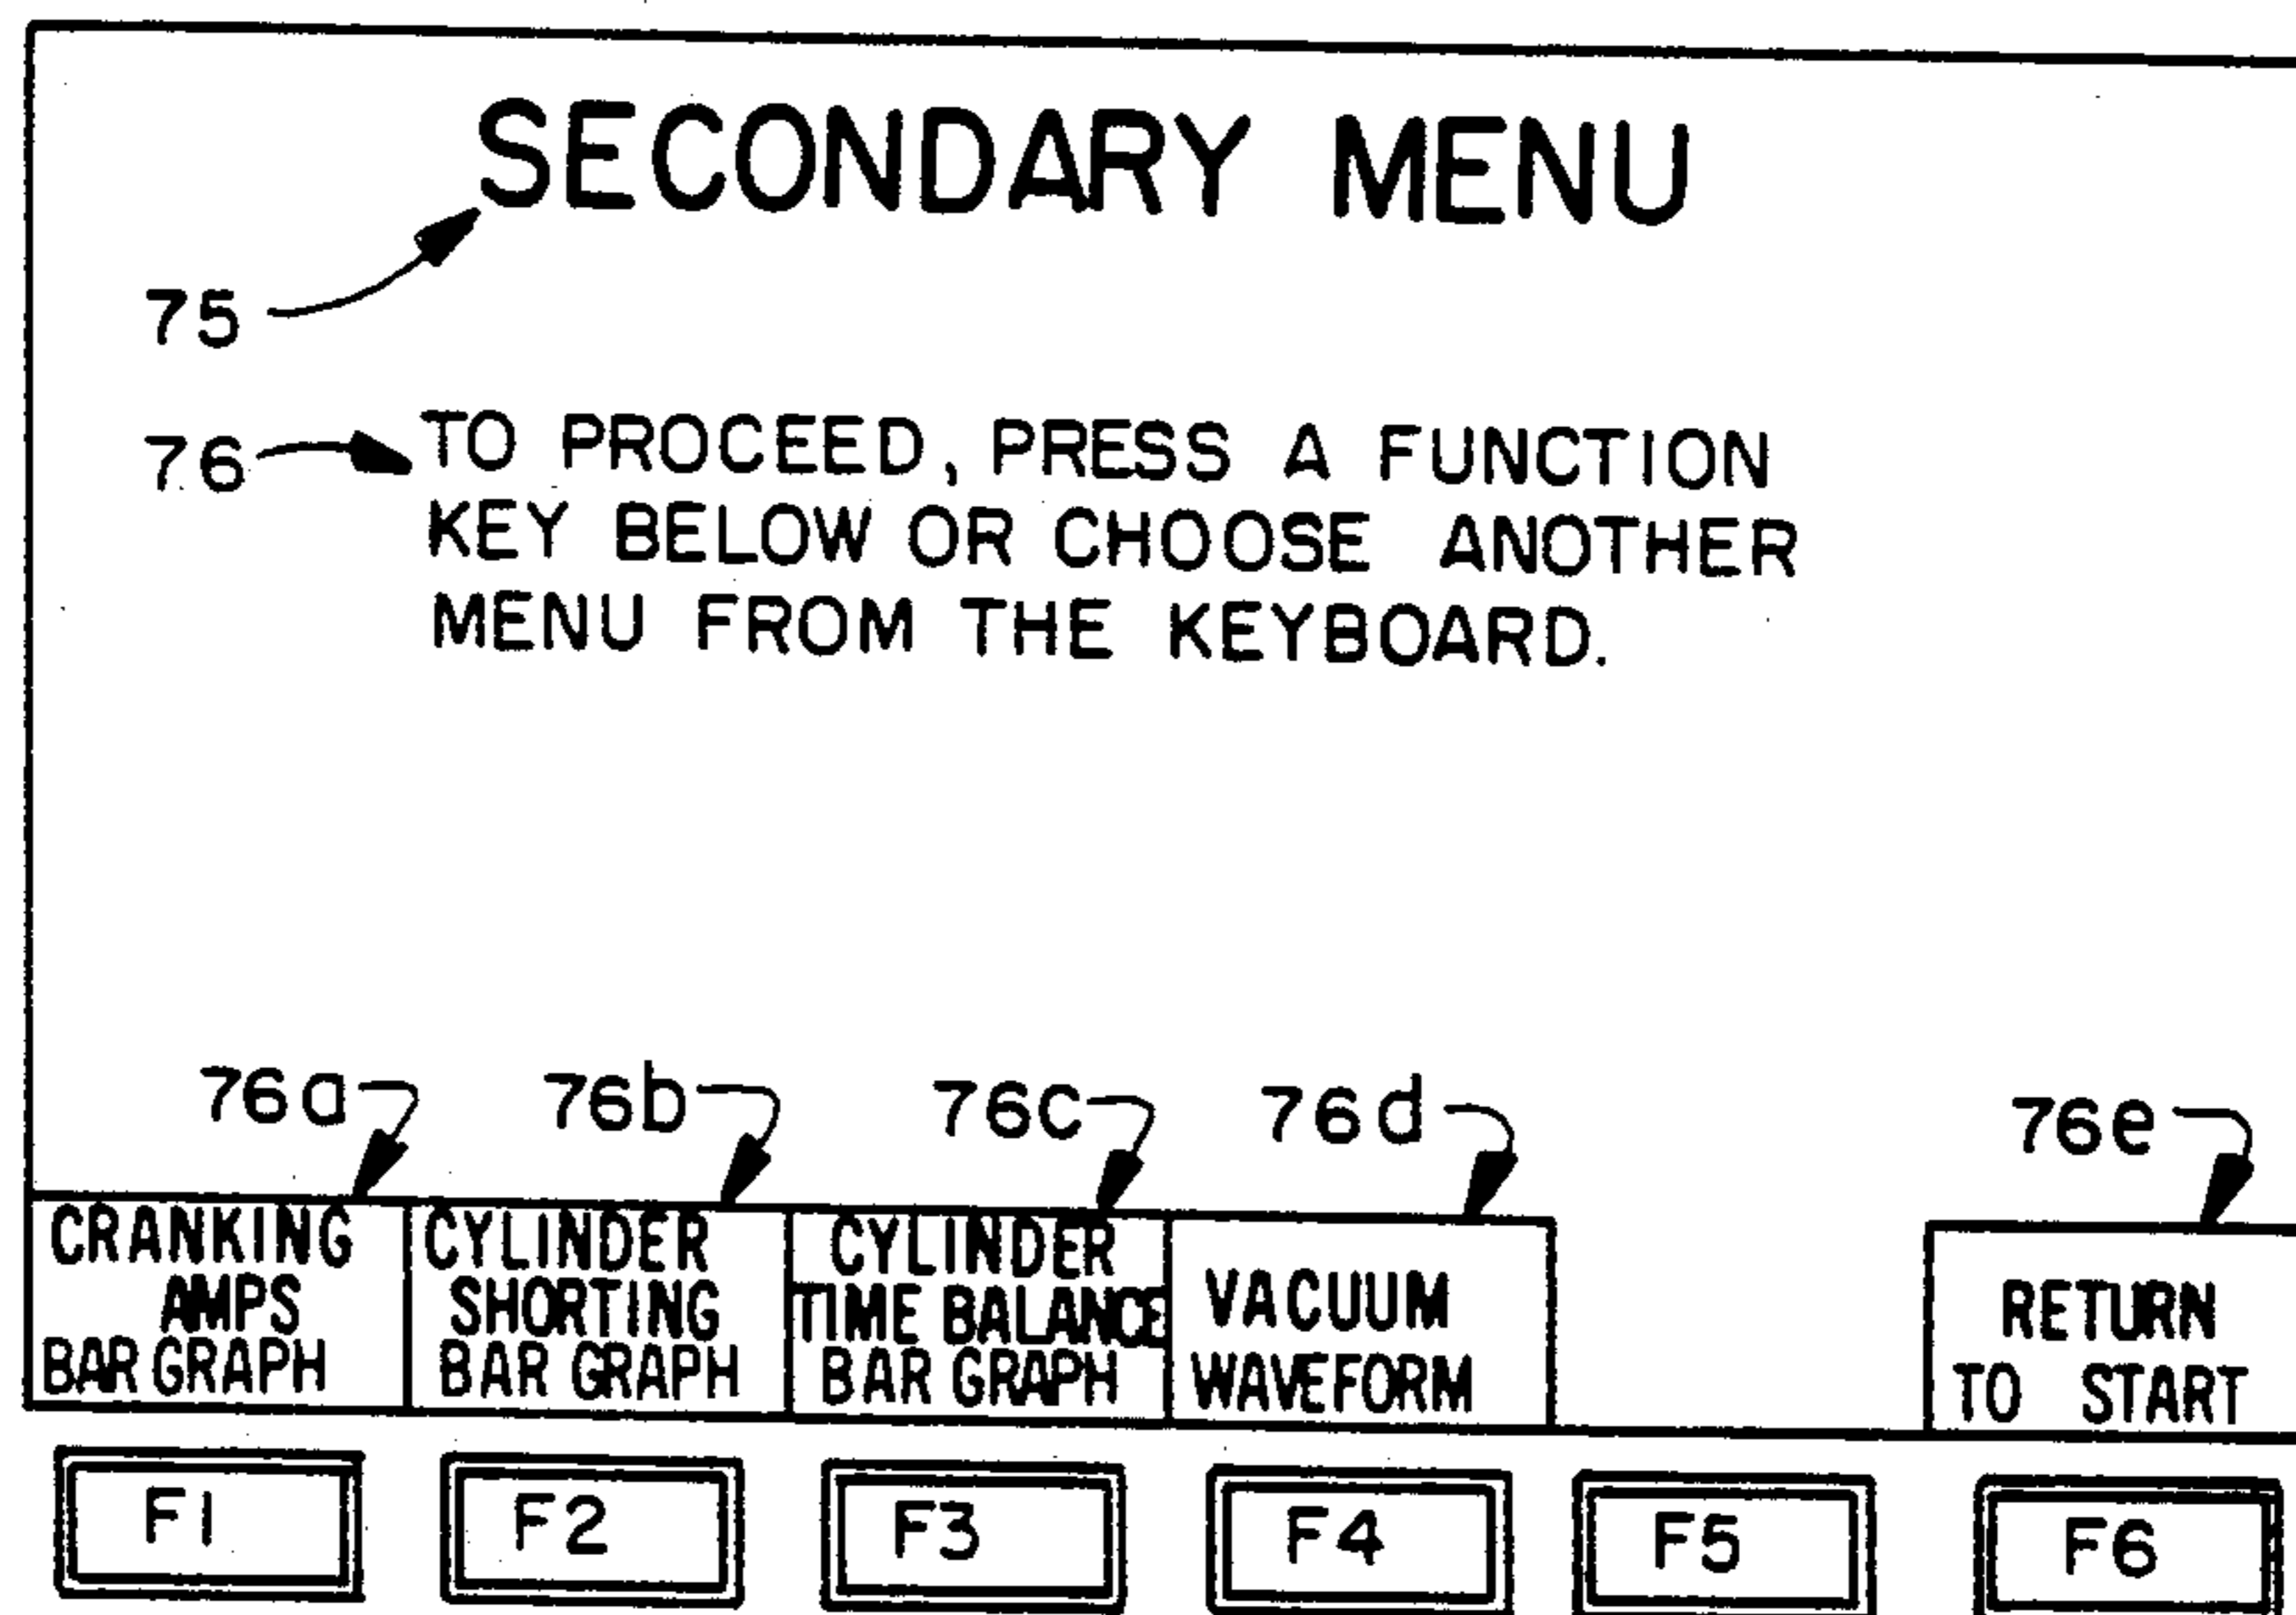 SECONDARY MENU
75
76 TO PROCEED, PRESS A FUNCTION
KEY BELOW OR CHOOSE ANOTHER
MENU FROM THE KEYBOARD.
76a 76b 76c 76d 76e
CRANKING
AMPS
BAR GRAPH
CYLINDER
SHORTING
BAR GRAPH
CYLINDER
TIME BALANCE
BAR GRAPH
VACUUM
WAVEFORM
RETURN
TO START
F1 F2 F3 F4 F5 F6